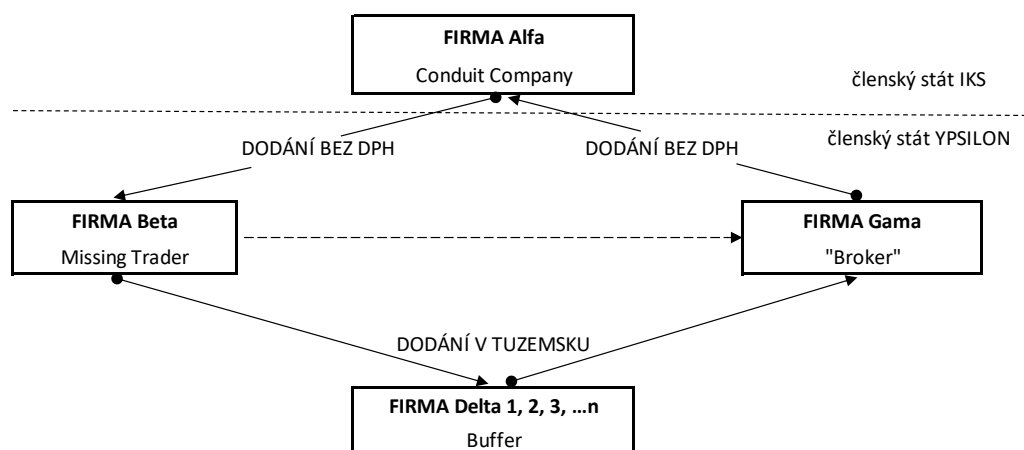 FIRMA Alfa
Conduit Company
členský stát IKS
členský stát YPSILON
DODÁNÍ BEZ DPH
DODÁNÍ BEZ DPH
FIRMA Beta
Missing Trader
FIRMA Gama
"Broker"
DODÁNÍ V TUZEMSKU
FIRMA Delta 1, 2, 3, ...n
Buffer